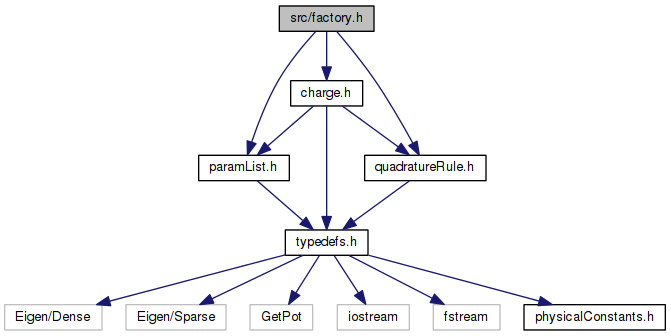 src/factory.h
charge.h
paramList.h
quadratureRule.h
typedefs.h
Eigen/Dense
Eigen/Sparse
GetPot
iostream
fstream
physicalConstants.h